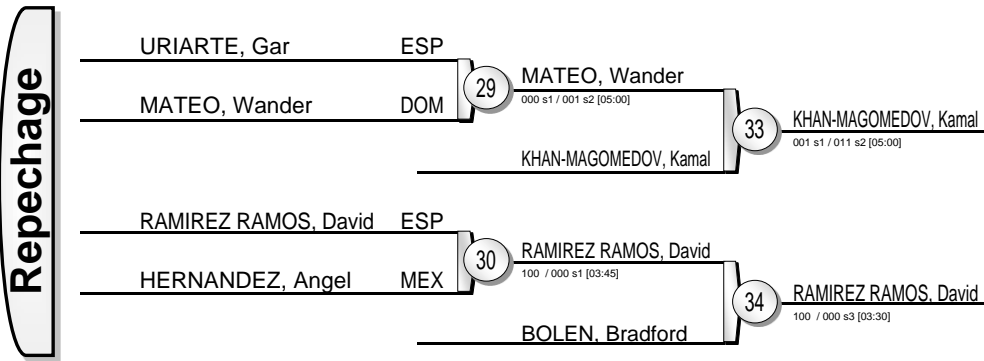 Repechage
URIARTE, Gar ESP
MATEO, Wander DOM
29
MATEO, Wander
000 s1 / 001 s2 [05:00]
KHAN-MAGOMEDOV, Kamal
33
KHAN-MAGOMEDOV, Kamal
001 s1 / 011 s2 [05:00]
RAMIREZ RAMOS, David ESP
HERNANDEZ, Angel MEX
30
RAMIREZ RAMOS, David
100 / 000 s1 [03:45]
BOLEN, Bradford
34
RAMIREZ RAMOS, David
100 / 000 s3 [03:30]